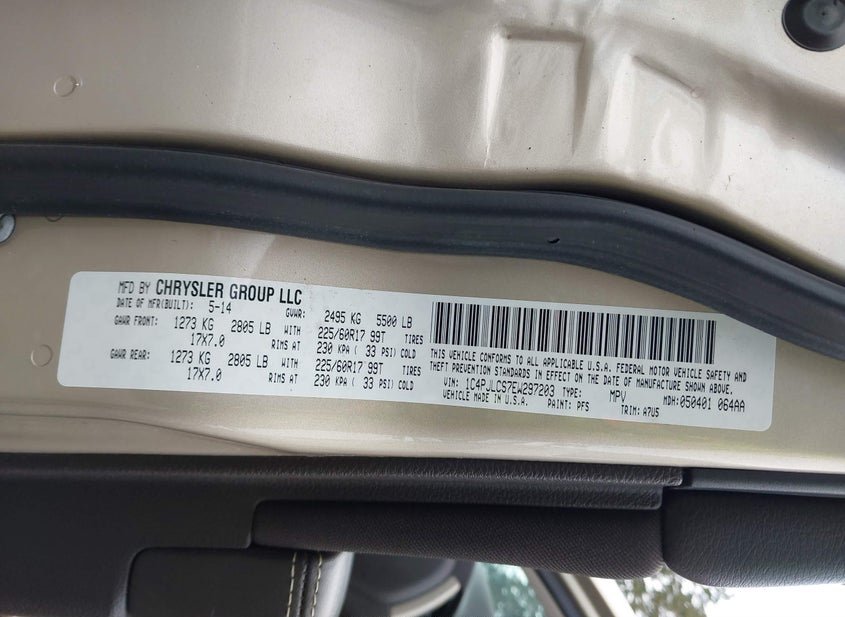 MFD BY CHRYSLER GROUP LLC
DATE OF MFR(BUILT): 5-14 GVWR: 2495 KG 5500 LB
GAWR FRONT: 1273 KG 2805 LB WITH 225/60R17 99T TIRES
17X7.0 RIMS AT 230 KPA ( 33 PSI) COLD
GAWR REAR: 1273 KG 2805 LB WITH 225/60R17 99T TIRES
17X7.0 RIMS AT 230 KPA ( 33 PSI) COLD
THIS VEHICLE CONFORMS TO ALL APPLICABLE U.S.A. FEDERAL MOTOR VEHICLE SAFETY AND
THEFT PREVENTION STANDARDS IN EFFECT ON THE DATE OF MANUFACTURE SHOWN ABOVE.
VIN: 1C4PJLCS7EW297203 TYPE: MPV MDH: 050401 064AA
VEHICLE MADE IN U.S.A. PAINT: PFS TRIM: A7U5